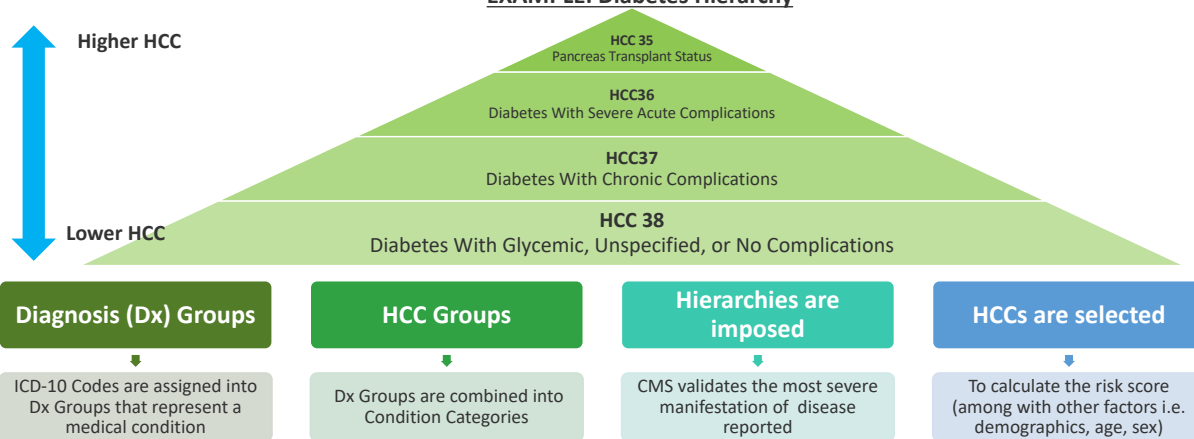 EXAMPLE: Diabetes Hierarchy
Higher HCC
HCC 35
Pancreas Transplant Status
HCC36
Diabetes With Severe Acute Complications
HCC37
Diabetes With Chronic Complications
Lower HCC
HCC 38
Diabetes With Glycemic, Unspecified, or No Complications
Diagnosis (Dx) Groups
ICD-10 Codes are assigned into
Dx Groups that represent a
medical condition
HCC Groups
Dx Groups are combined into
Condition Categories
Hierarchies are
imposed
CMS validates the most severe
manifestation of disease
reported
HCCs are selected
To calculate the risk score
(among with other factors i.e.
demographics, age, sex)